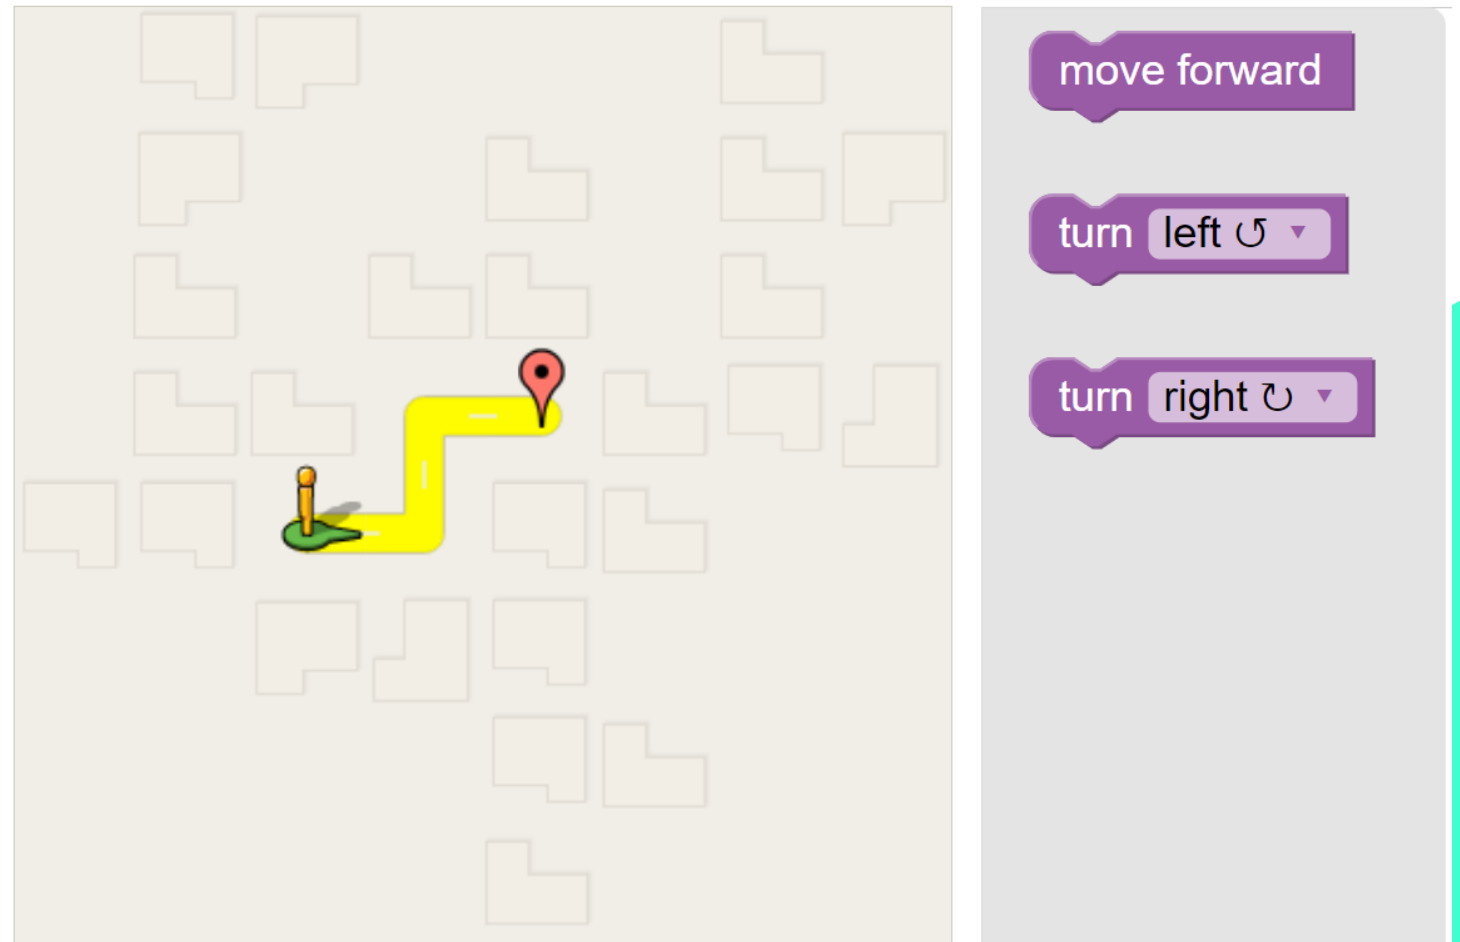 move forward
turn left ↺ ▼
turn right ↻ ▼